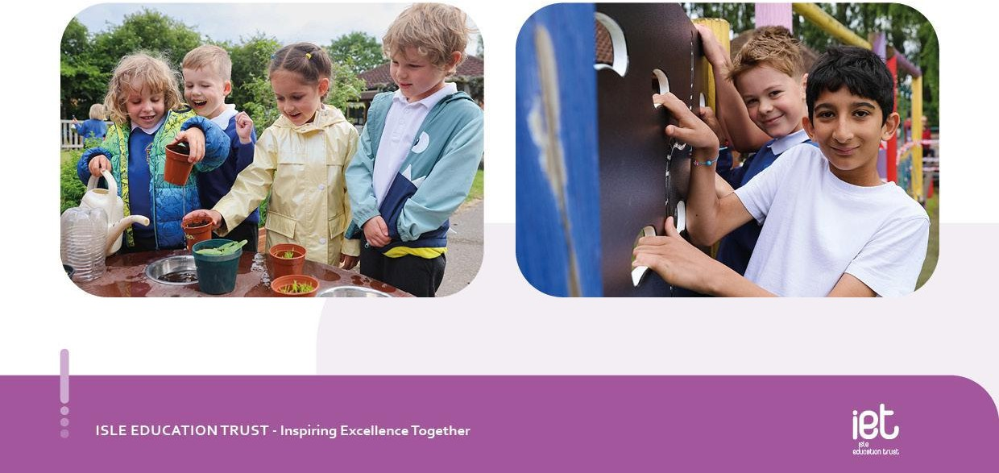 ISLE EDUCATION TRUST - Inspiring Excellence Together
iet
isle
education trust